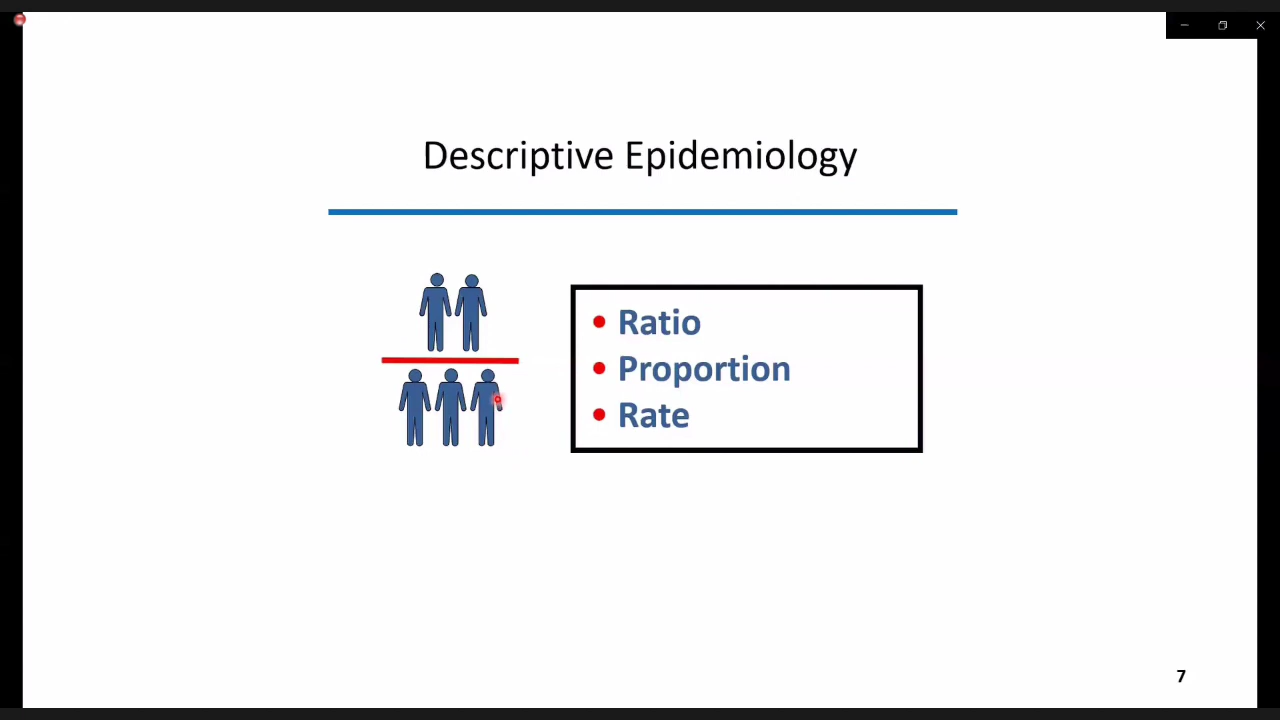 Descriptive Epidemiology
• Ratio
• Proportion
• Rate
7